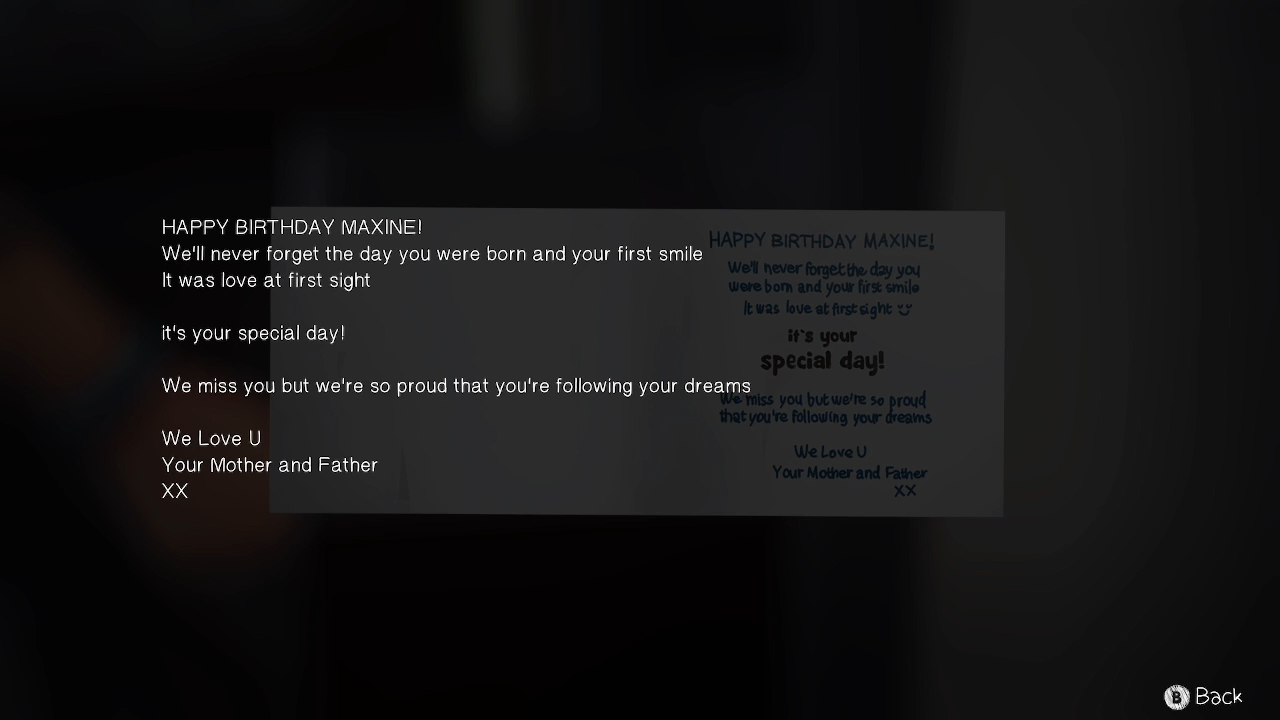 HAPPY BIRTHDAY MAXINE!
We'll never forget the day you were born and your first smile
It was love at first sight
it's your special day!
We miss you but we're so proud that you're following your dreams
We Love U
Your Mother and Father
XX
HAPPY BIRTHDAY MAXINE!
We'll never forget the day you
were born and your first smile
It was love at first sight
it's your
special day!
We miss you but we're so proud
that you're following your dreams
We Love U
Your Mother and Father
XX
B Back